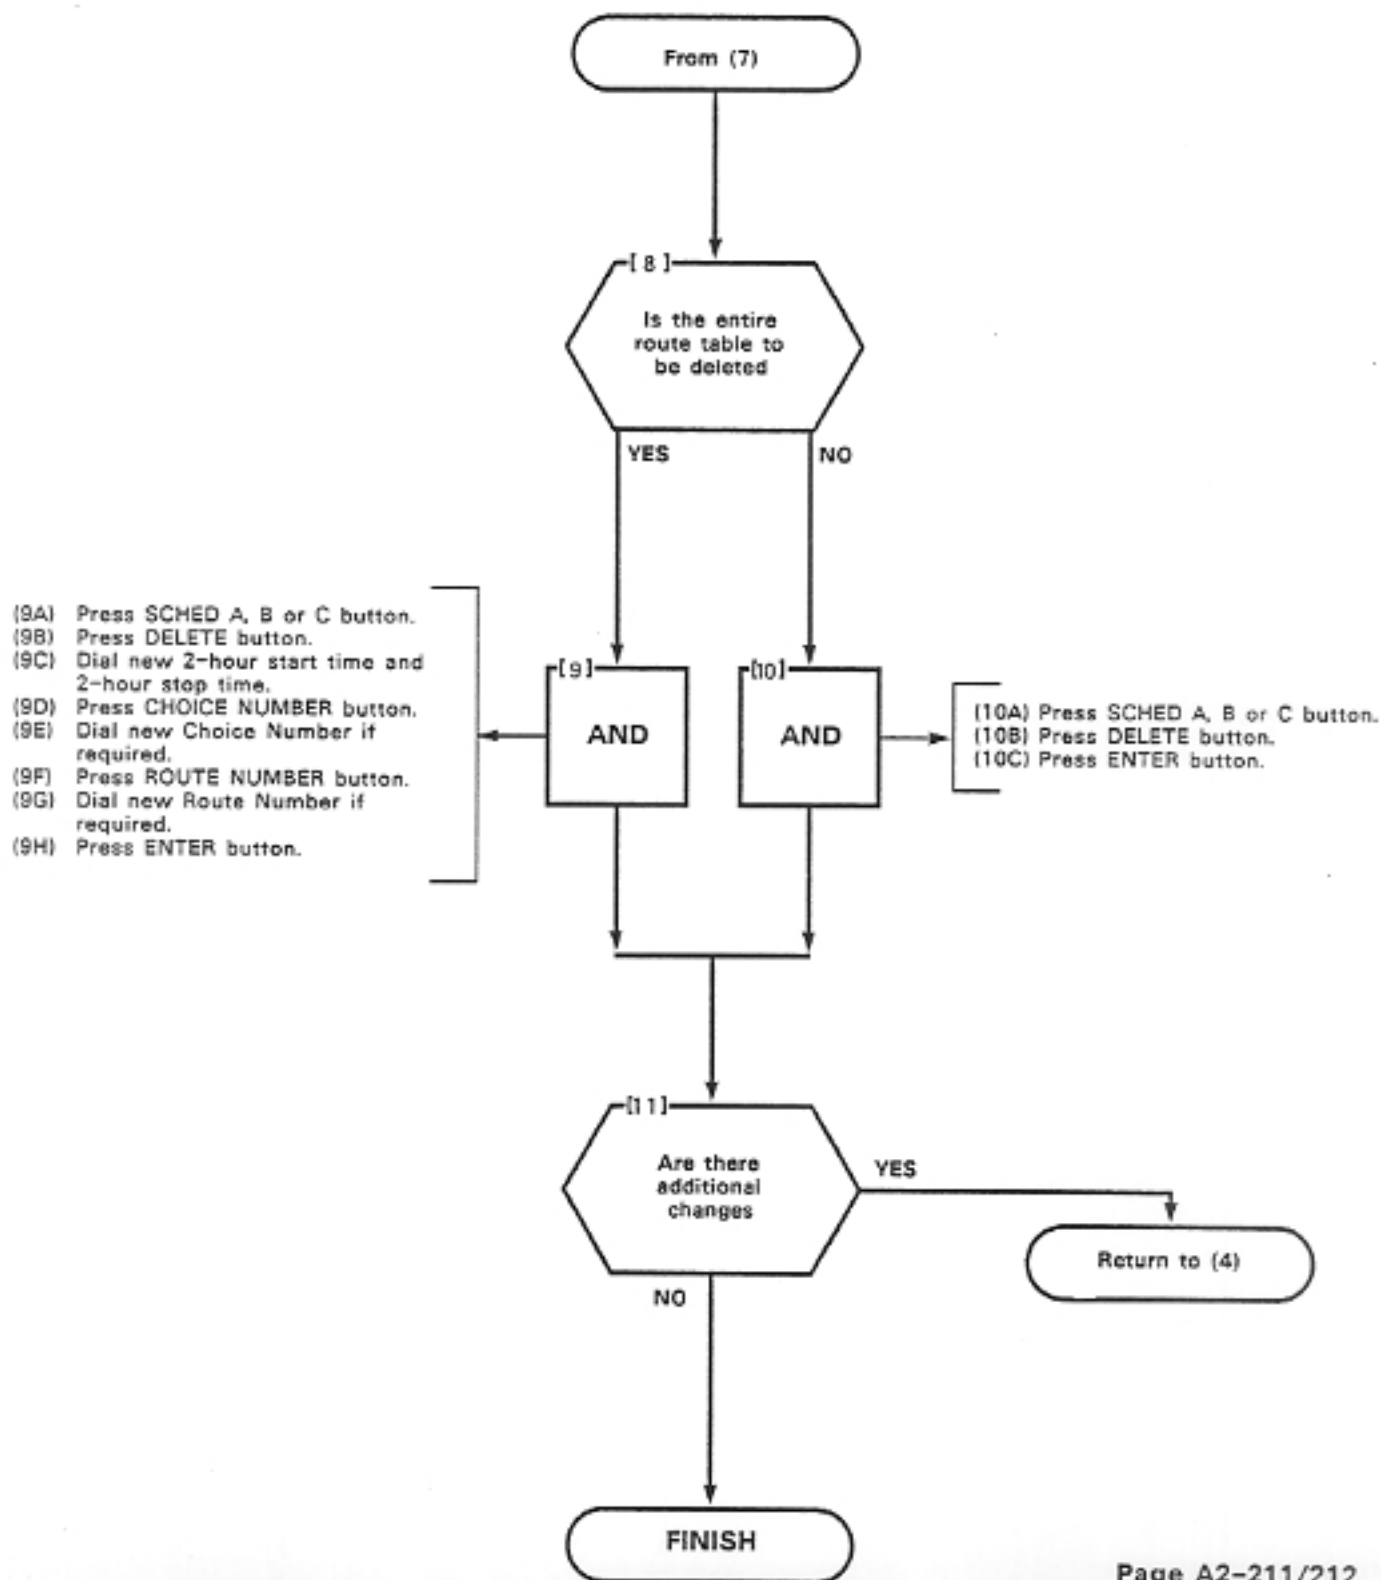 From (7)
[8]
Is the entire
route table to
be deleted
YES
NO
(9A) Press SCHED A, B or C button.
(9B) Press DELETE button.
(9C) Dial new 2-hour start time and
2-hour stop time.
(9D) Press CHOICE NUMBER button.
(9E) Dial new Choice Number if
required.
(9F) Press ROUTE NUMBER button.
(9G) Dial new Route Number if
required.
(9H) Press ENTER button.
[9]
AND
[10]
AND
(10A) Press SCHED A, B or C button.
(10B) Press DELETE button.
(10C) Press ENTER button.
[11]
Are there
additional
changes
YES
Return to (4)
NO
FINISH
Page A2-211/212